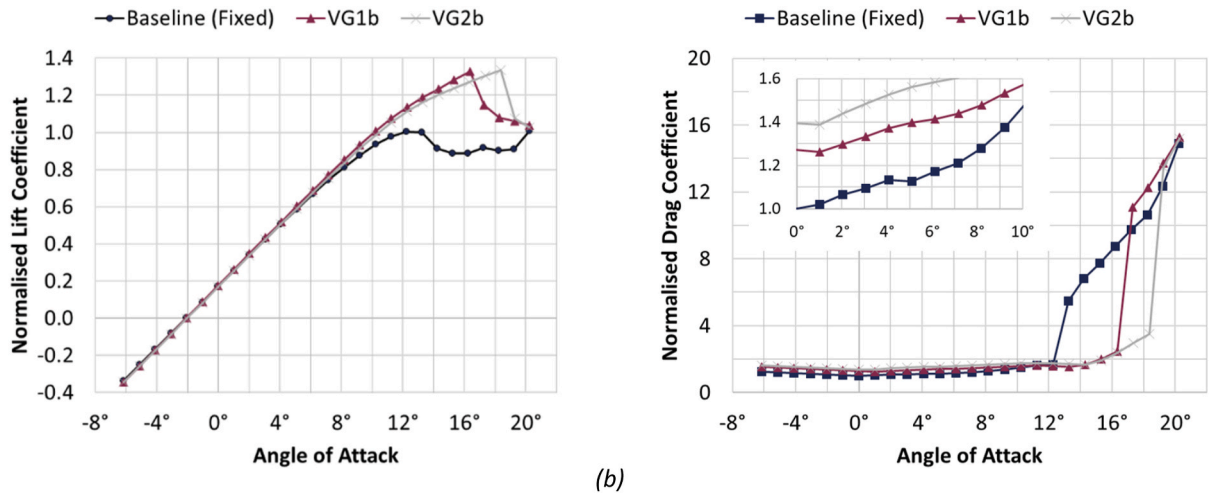 Baseline (Fixed) VG1b VG2b
Normalised Lift Coefficient
1.4
1.2
1.0
0.8
0.6
0.4
0.2
0.0
-0.2
-0.4
-8° -4° 0° 4° 8° 12° 16° 20°
Angle of Attack
Baseline (Fixed) VG1b VG2b
Normalised Drag Coefficient
20
16
12
8
4
0
1.6
1.4
1.2
1.0
0° 2° 4° 6° 8° 10°
-8° -4° 0° 4° 8° 12° 16° 20°
Angle of Attack
(b)